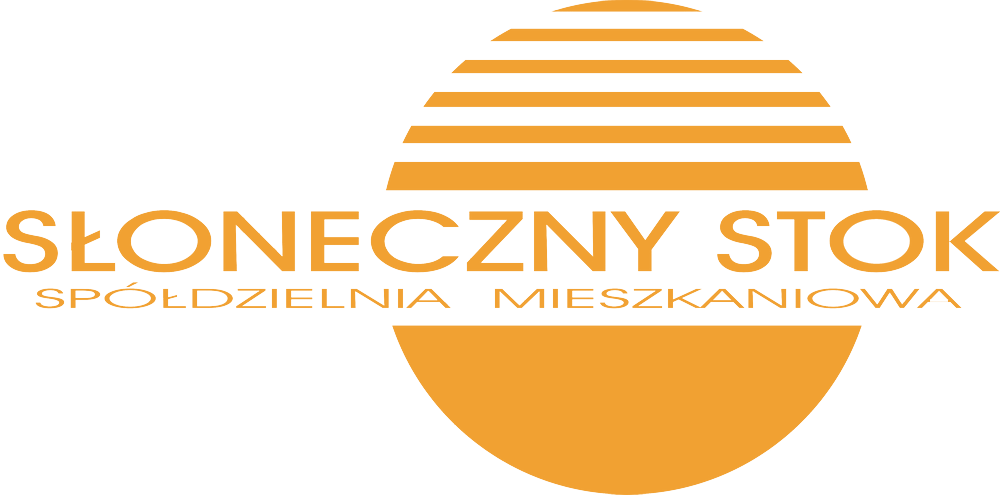 SŁONECZNY STOK
SPÓŁDZIELNIA MIESZKANIOWA